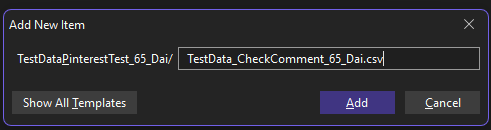 Add New Item
TestDataPinterestTest_65_Dai/ TestData_CheckComment_65_Dai.csv
Show All Templates Add Cancel